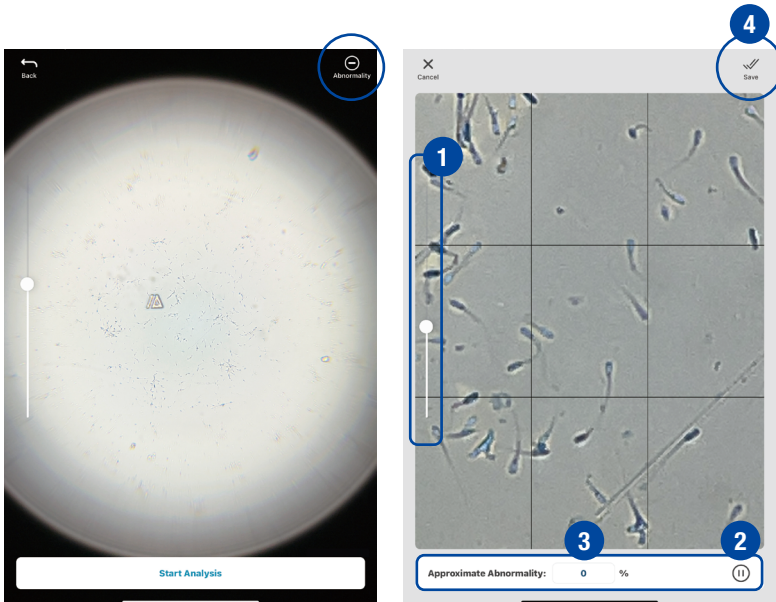 4
Back
Abnormality
Cancel
Save
1
3
2
Start Analysis
Approximate Abnormality: 0 %